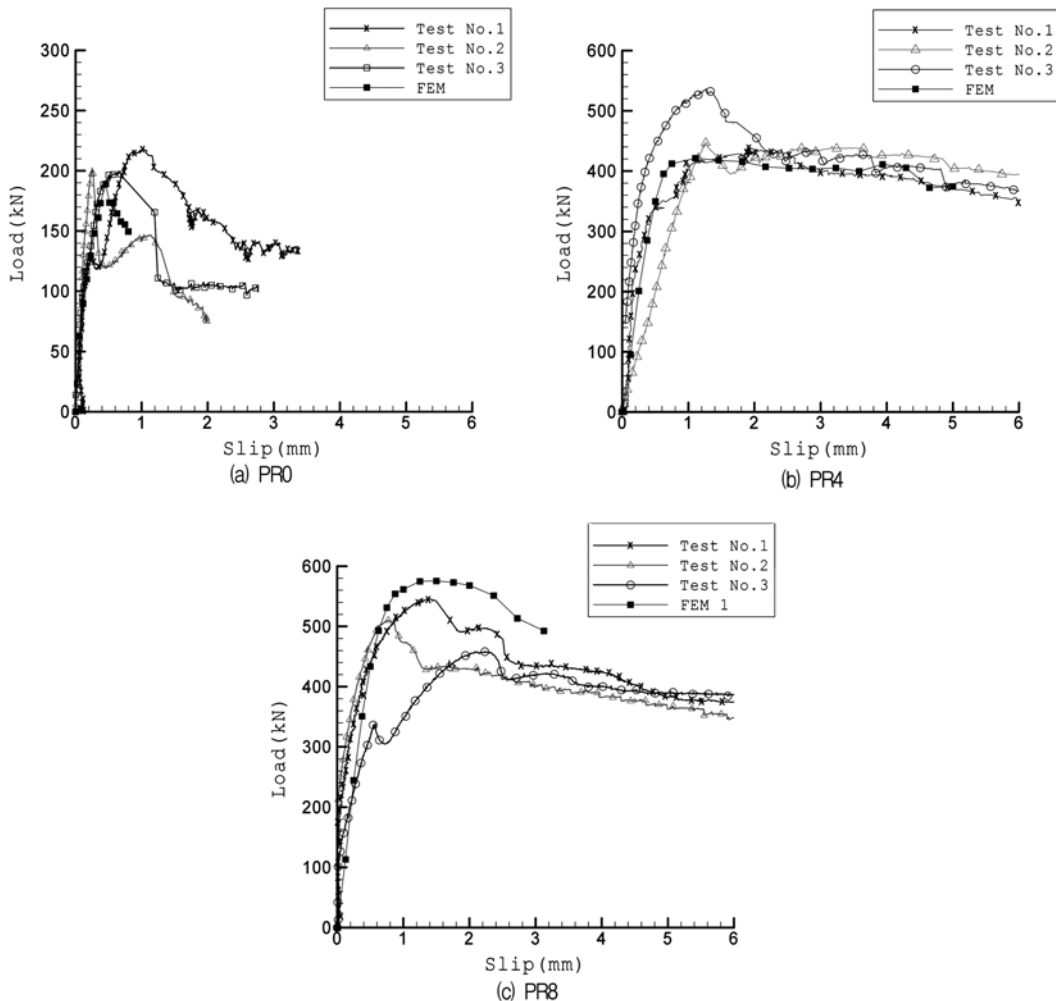 Test No.1
Test No.2
Test No.3
FEM
300
250
200
150
100
50
0
Load(kN)
0 1 2 3 4 5 6
Slip(mm)
(a) PR0
Test No.1
Test No.2
Test No.3
FEM
600
500
400
300
200
100
0
Load(kN)
0 1 2 3 4 5 6
Slip(mm)
(b) PR4
Test No.1
Test No.2
Test No.3
FEM 1
600
500
400
300
200
100
0
Load(kN)
0 1 2 3 4 5 6
Slip(mm)
(c) PR8